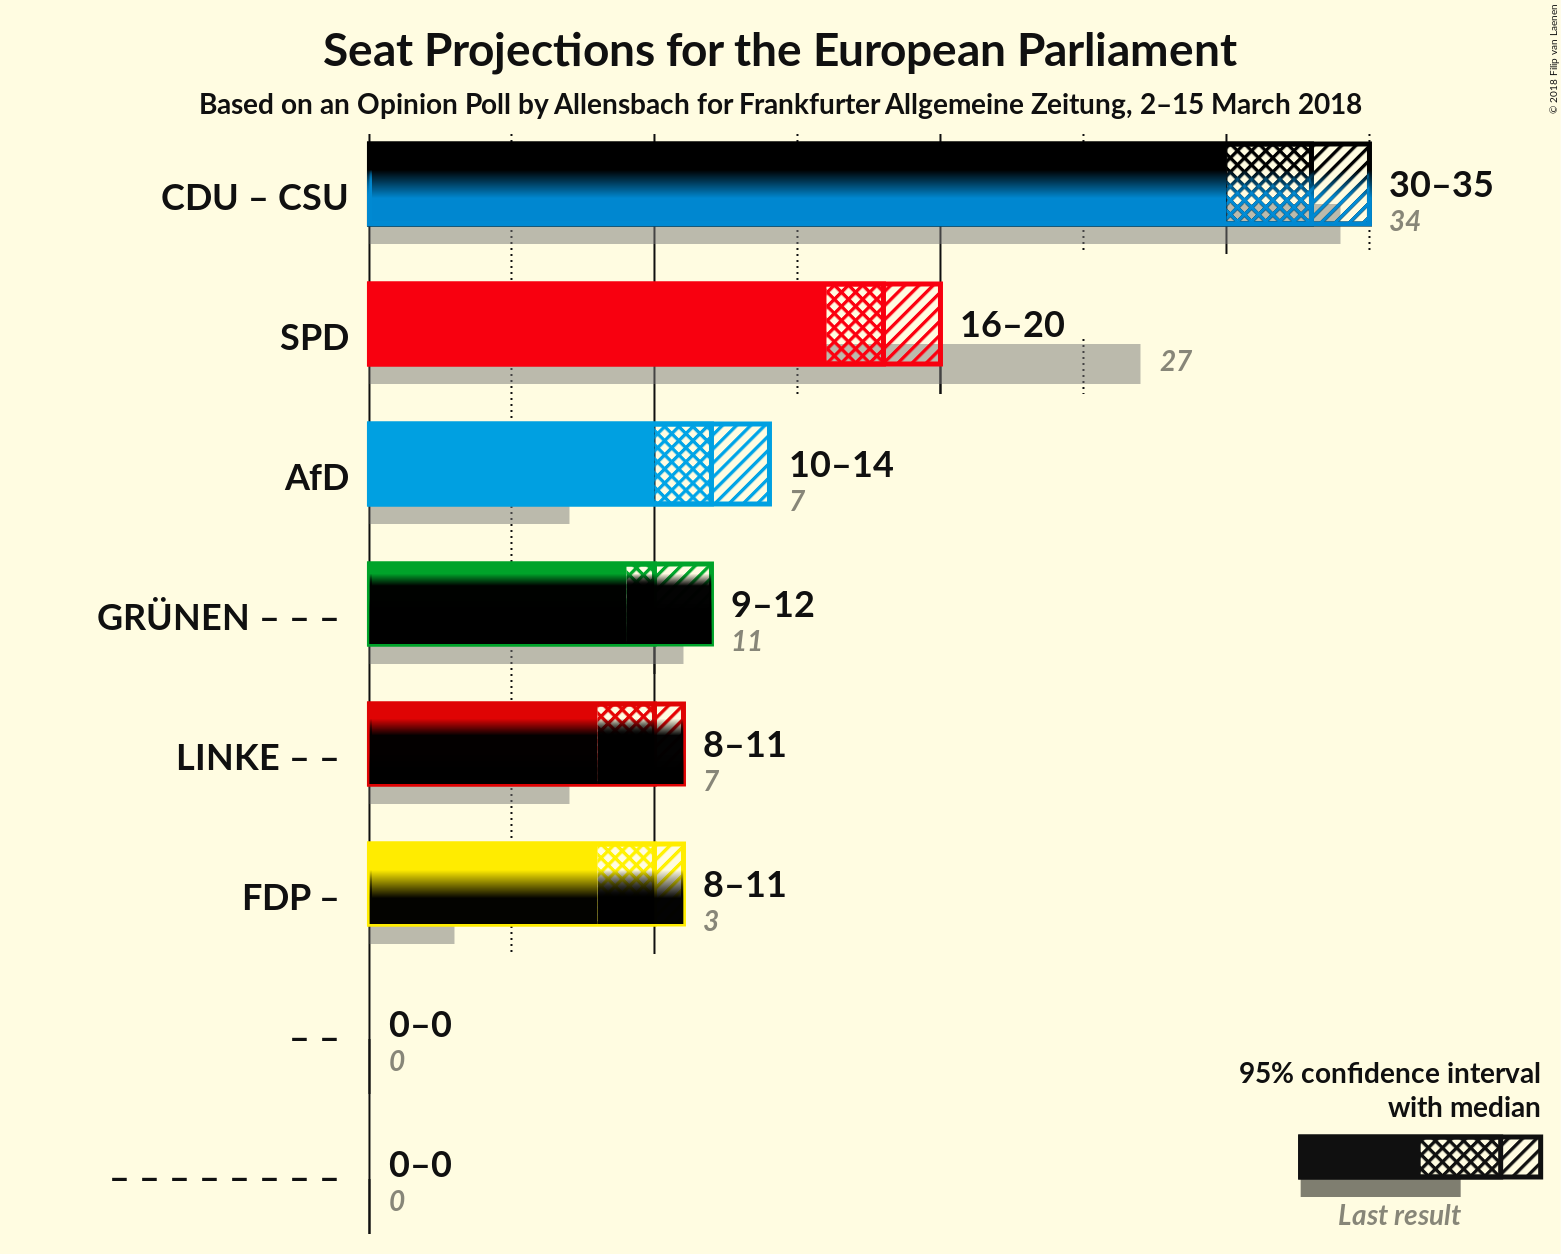 Seat Projections for the European Parliament
Based on an Opinion Poll by Allensbach for Frankfurter Allgemeine Zeitung, 2–15 March 2018
© 2018 Filip van Laenen
CDU – CSU
30–35
34
SPD
16–20
27
AfD
10–14
7
GRÜNEN – – –
9–12
11
LINKE – –
8–11
7
FDP –
8–11
3
– –
0–0
0
– – – – – – – –
0–0
0
95% confidence interval
with median
Last result